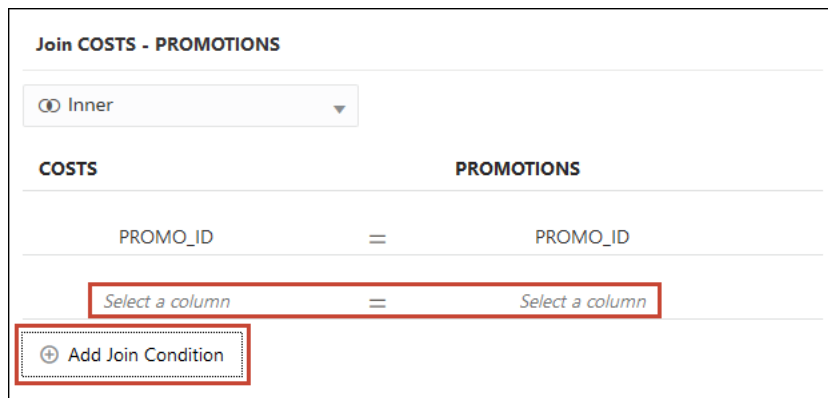 Join COSTS - PROMOTIONS
Inner
COSTS PROMOTIONS
PROMO_ID = PROMO_ID
Select a column = Select a column
Add Join Condition